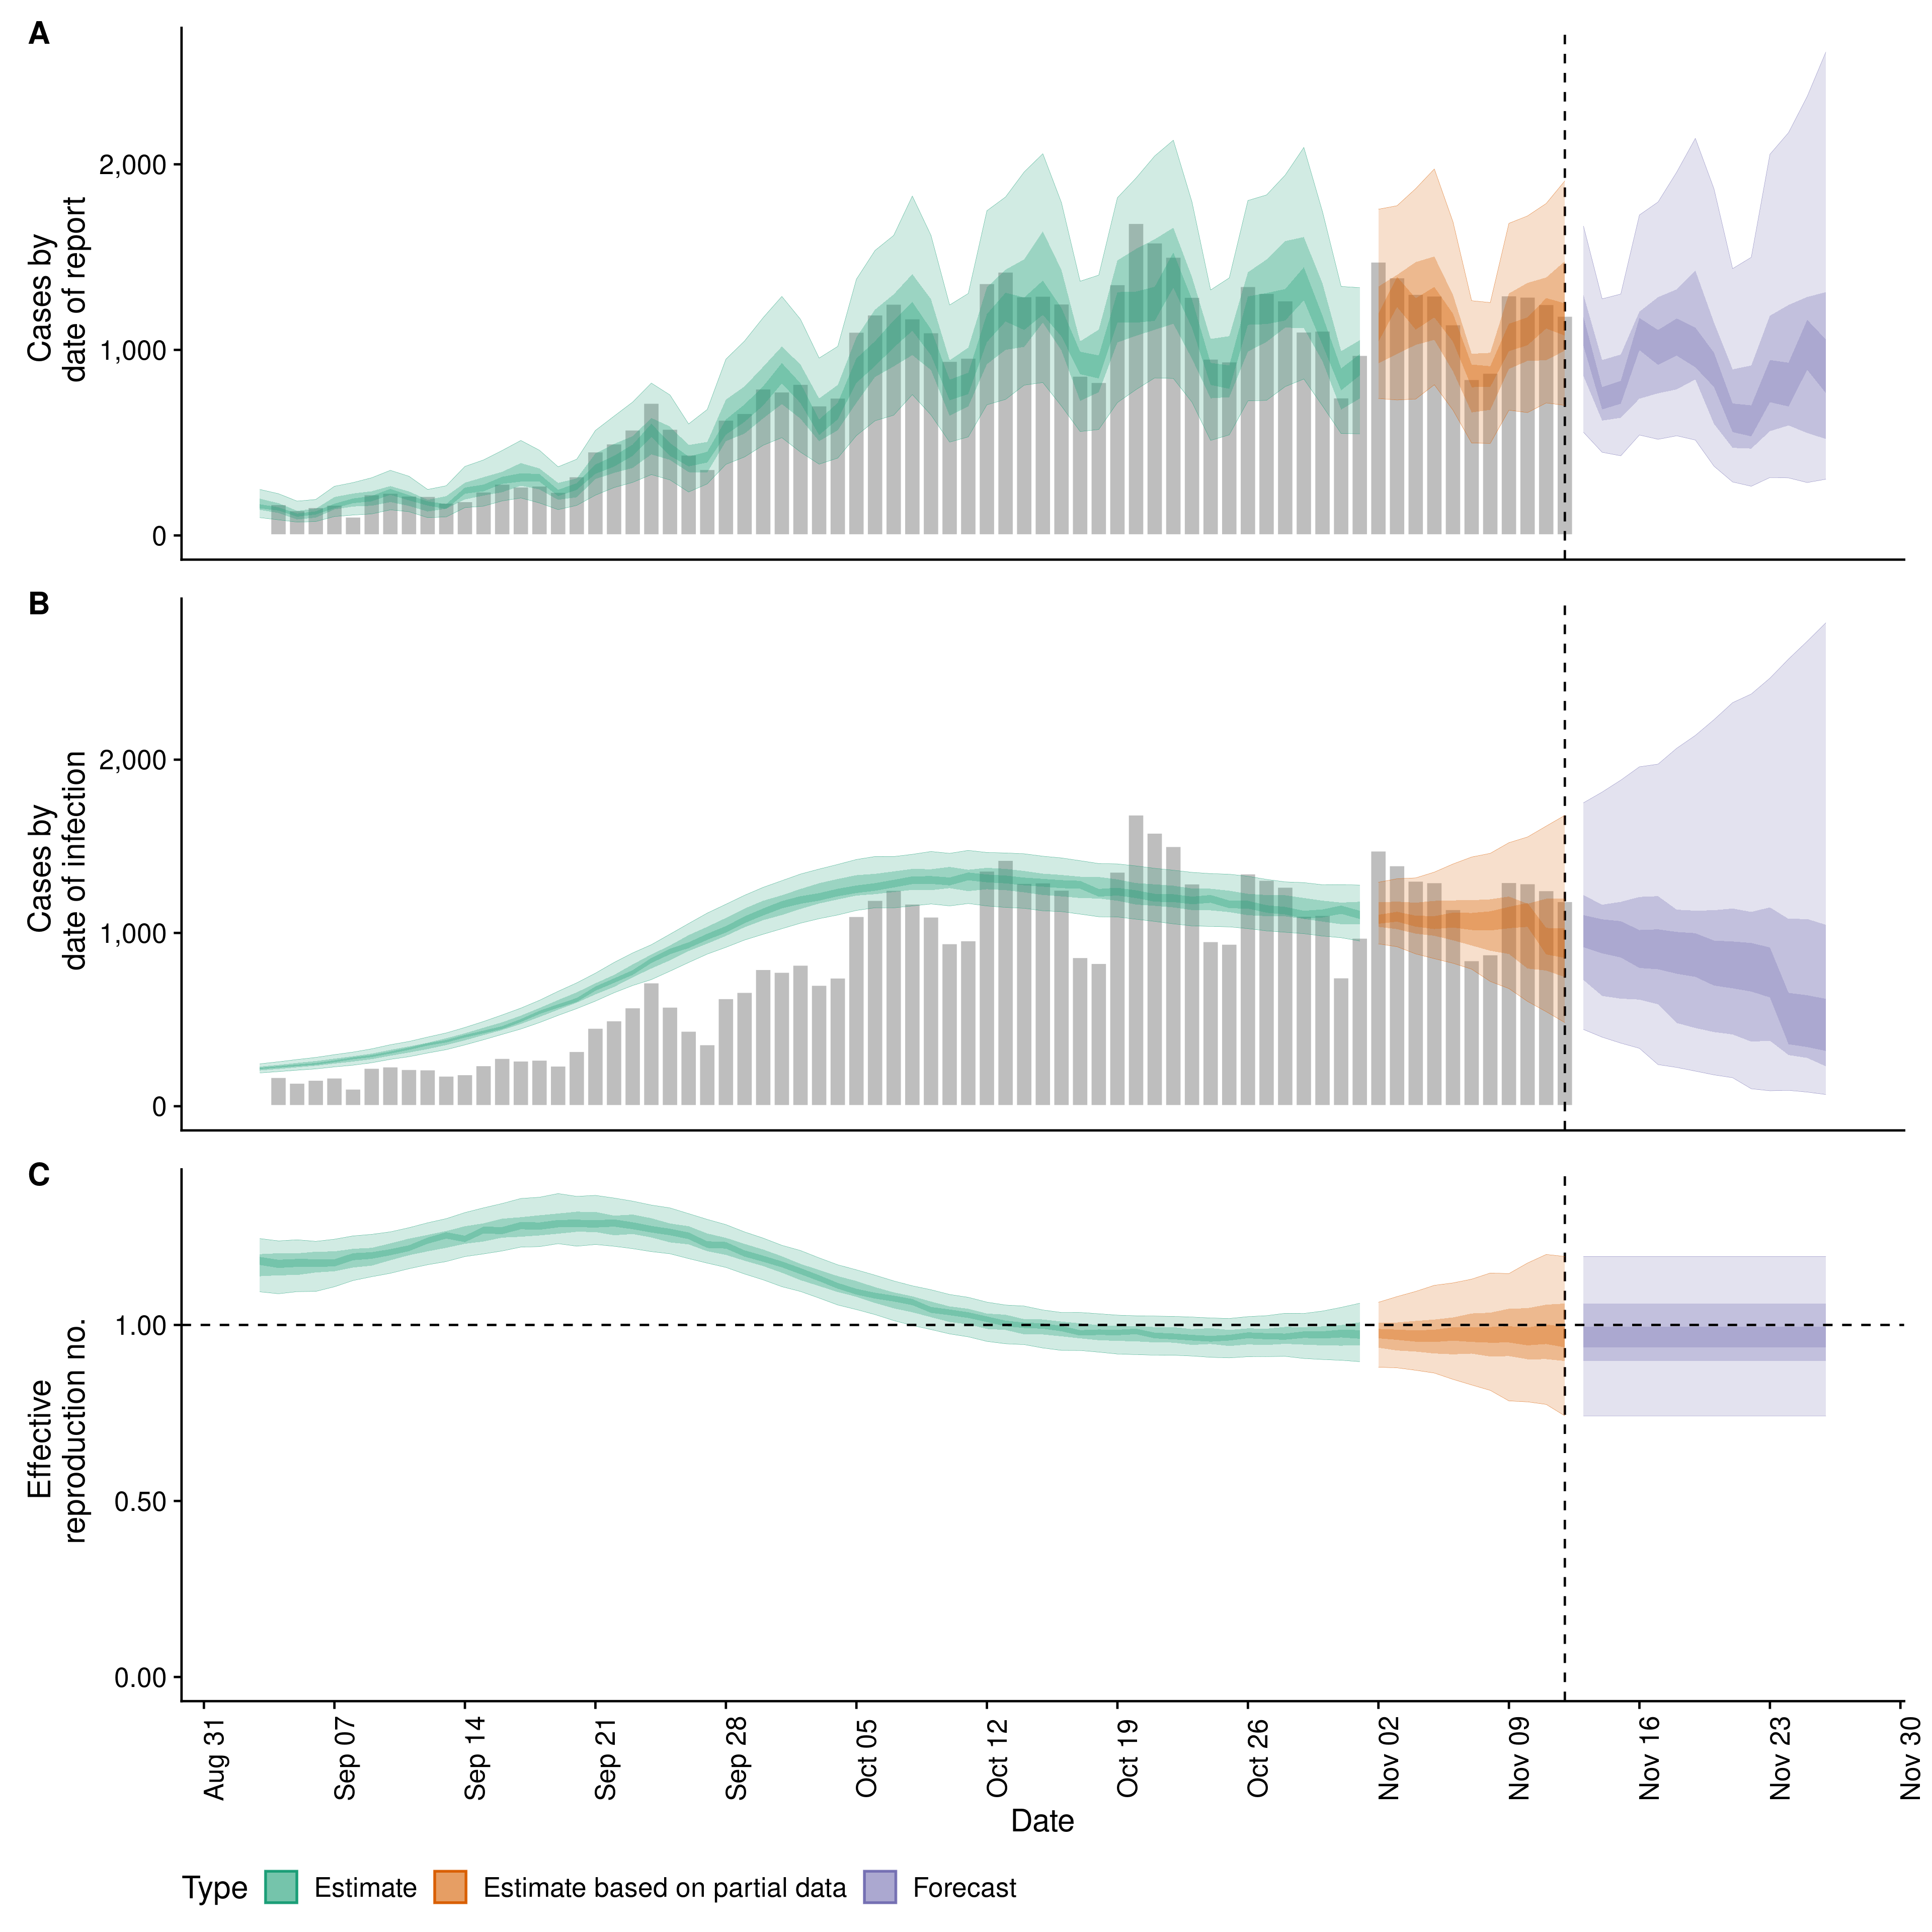 A
Cases by
date of report
2,000
1,000
0
B
Cases by
date of infection
2,000
1,000
0
C
Effective
reproduction no.
1.00
0.50
0.00
Aug 31
Sep 07
Sep 14
Sep 21
Sep 28
Oct 05
Oct 12
Oct 19
Oct 26
Nov 02
Nov 09
Nov 16
Nov 23
Nov 30
Date
Type Estimate Estimate based on partial data Forecast